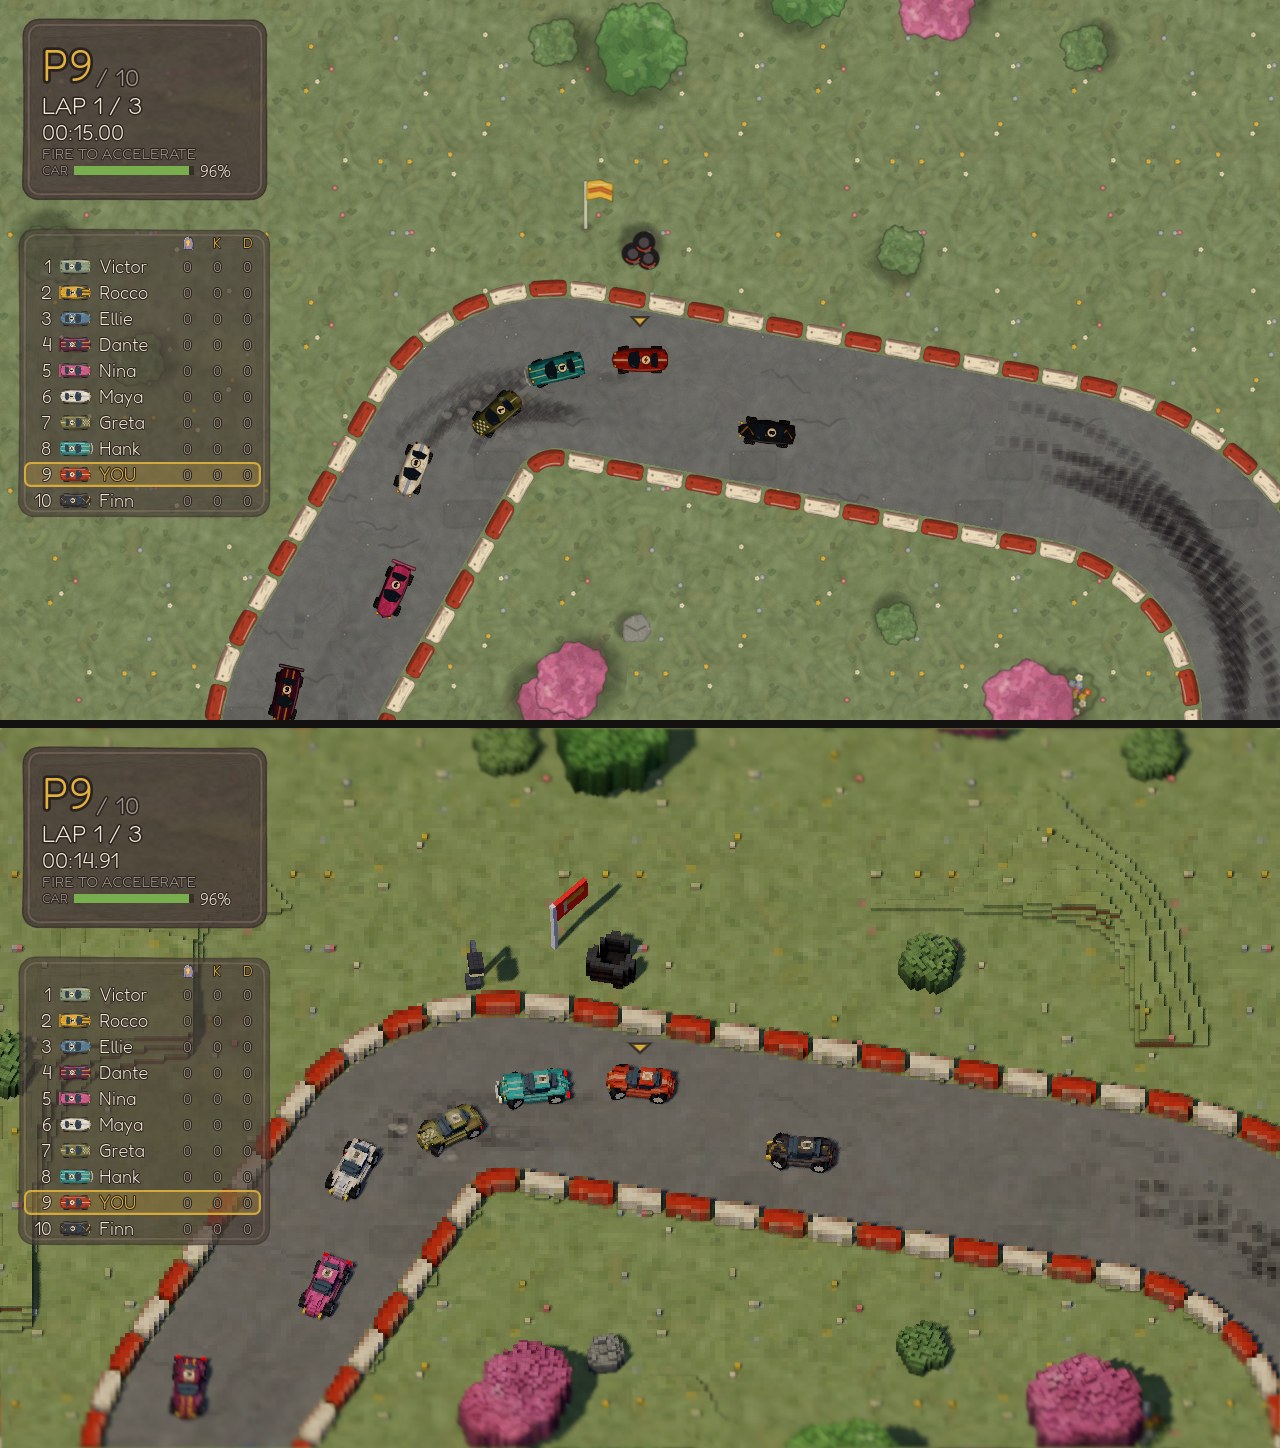 P9 / 10
LAP 1 / 3
00:15.00
FIRE TO ACCELERATE
CAR 96%
K D
1 Victor 0 0 0
2 Rocco 0 0 0
3 Ellie 0 0 0
4 Dante 0 0 0
5 Nina 0 0 0
6 Maya 0 0 0
7 Greta 0 0 0
8 Hank 0 0 0
9 YOU 0 0 0
10 Finn 0 0 0
P9 / 10
LAP 1 / 3
00:14.91
FIRE TO ACCELERATE
CAR 96%
K D
1 Victor 0 0 0
2 Rocco 0 0 0
3 Ellie 0 0 0
4 Dante 0 0 0
5 Nina 0 0 0
6 Maya 0 0 0
7 Greta 0 0 0
8 Hank 0 0 0
9 YOU 0 0 0
10 Finn 0 0 0